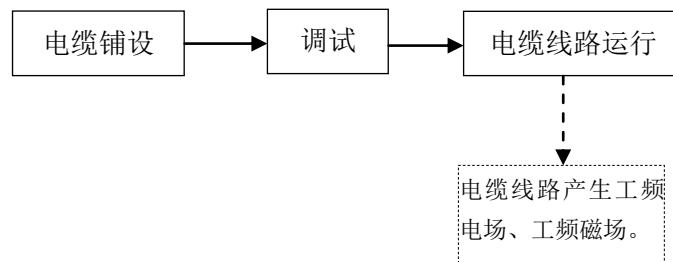 电缆铺设
调试
电缆线路运行
电缆线路产生工频
电场、工频磁场。